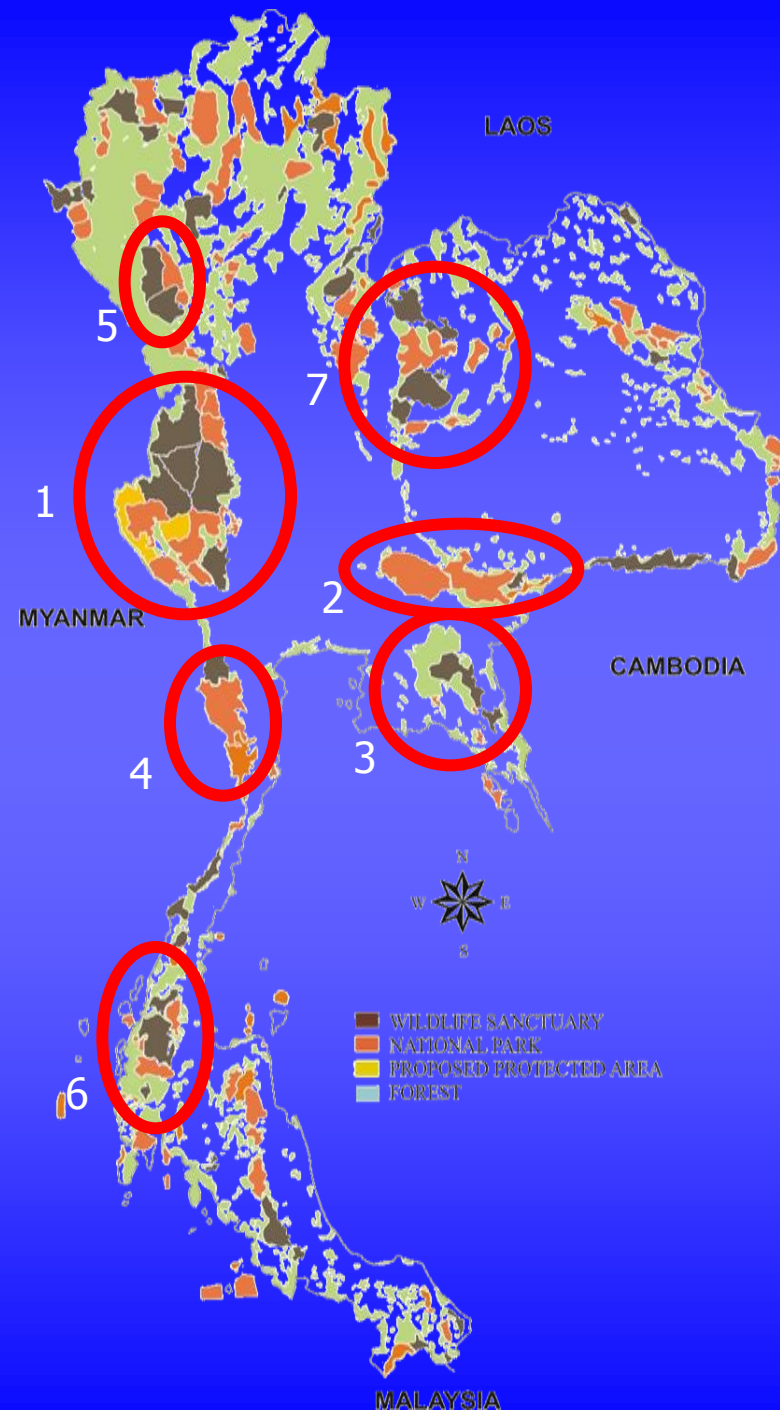 LAOS
5
7
1
2
MYANMAR
CAMBODIA
3
4
N
W
E
S
WILDLIFE SANCTUARY
NATIONAL PARK
PROPOSED PROTECTED AREA
FOREST
6
MALAYSIA